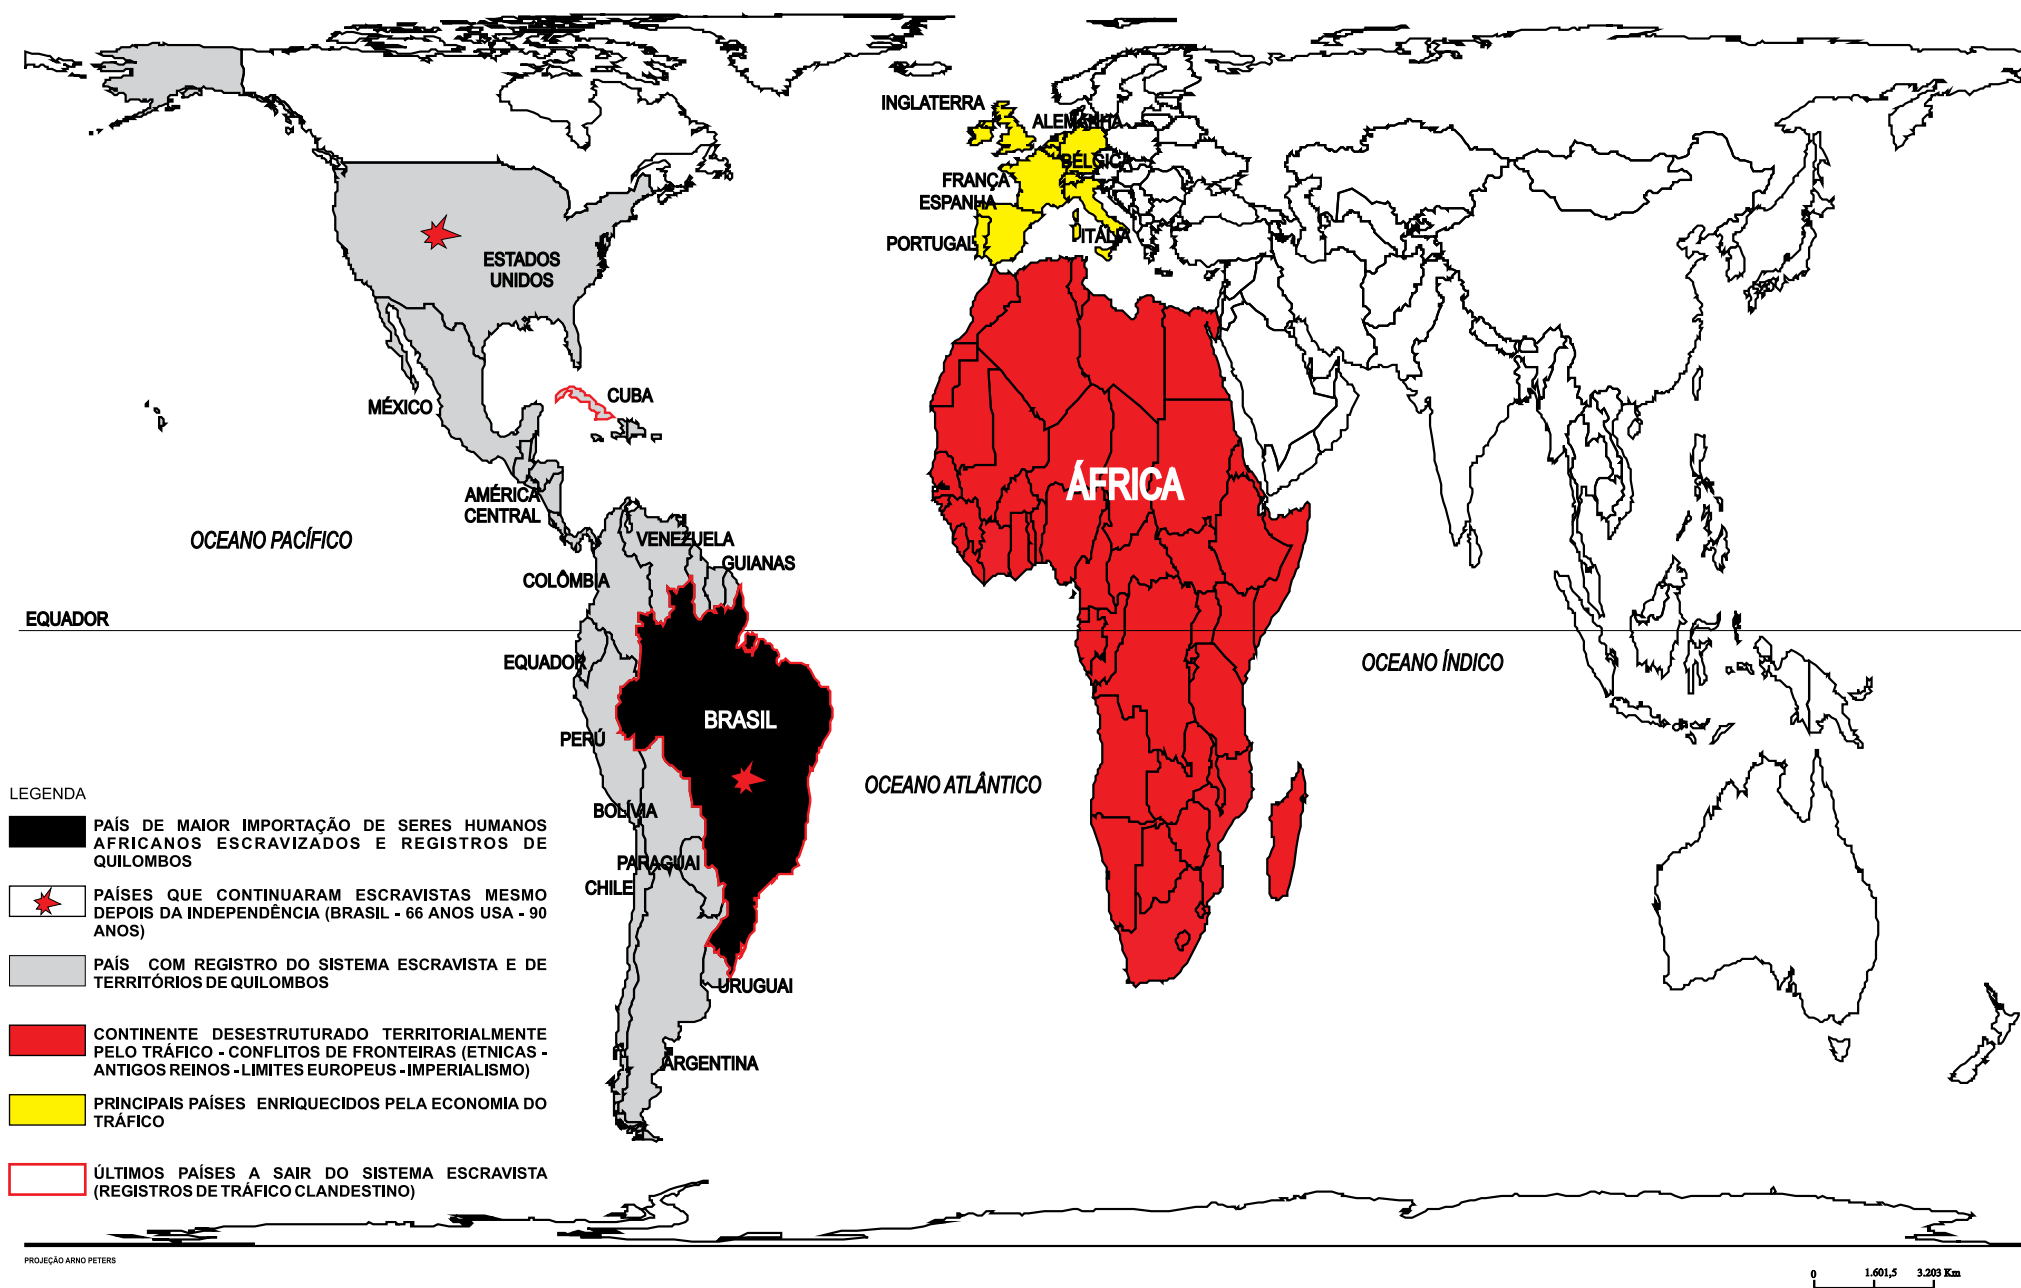 INGLATERRA
ALEMANHA
BÉLGICA
FRANÇA
ESPANHA
PORTUGAL
ITÁLIA
ESTADOS
UNIDOS
CUBA
MÉXICO
ÁFRICA
AMÉRICA
CENTRAL
OCEANO PACÍFICO
VENEZUELA
GUIANAS
COLÔMBIA
EQUADOR
EQUADOR
OCEANO ÍNDICO
BRASIL
PERÚ
OCEANO ATLÂNTICO
BOLÍVIA
PARAGUAI
CHILE
URUGUAI
ARGENTINA
LEGENDA
PAÍS DE MAIOR IMPORTAÇÃO DE SERES HUMANOS
AFRICANOS ESCRAVIZADOS E REGISTROS DE
QUILOMBOS
PAÍSES QUE CONTINUARAM ESCRAVISTAS MESMO
DEPOIS DA INDEPENDÊNCIA (BRASIL - 66 ANOS USA - 90
ANOS)
PAÍS COM REGISTRO DO SISTEMA ESCRAVISTA E DE
TERRITÓRIOS DE QUILOMBOS
CONTINENTE DESESTRUTURADO TERRITORIALMENTE
PELO TRÁFICO - CONFLITOS DE FRONTEIRAS (ETNICAS -
ANTIGOS REINOS - LIMITES EUROPEUS - IMPERIALISMO)
PRINCIPAIS PAÍSES ENRIQUECIDOS PELA ECONOMIA DO
TRÁFICO
ÚLTIMOS PAÍSES A SAIR DO SISTEMA ESCRAVISTA
(REGISTROS DE TRÁFICO CLANDESTINO)
PROJEÇÃO ARNO PETERS
0 1.601,5 3.203 Km